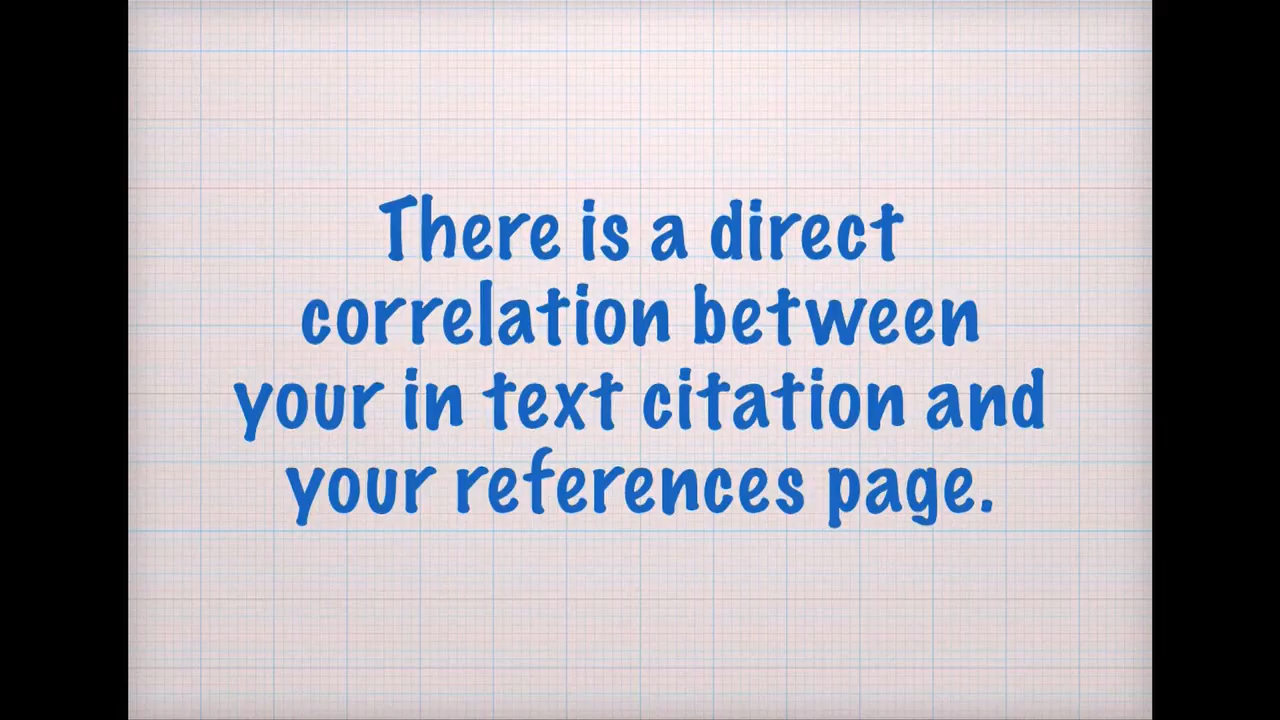 There is a direct
correlation between
your in text citation and
your references page.